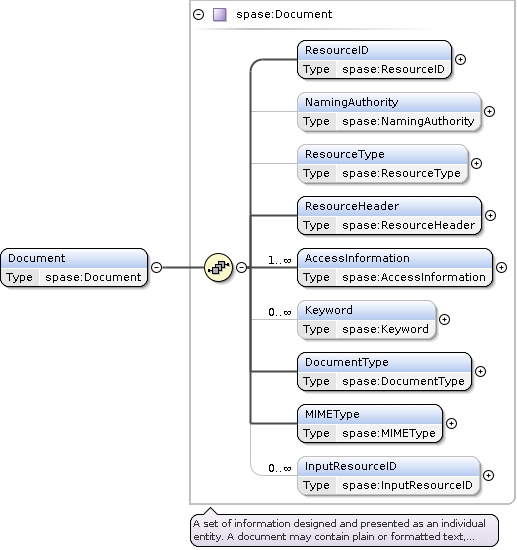 spase:Document
ResourceID
Type spase:ResourceID
NamingAuthority
Type spase:NamingAuthority
ResourceType
Type spase:ResourceType
ResourceHeader
Type spase:ResourceHeader
Document
Type spase:Document
1..∞
AccessInformation
Type spase:AccessInformation
0..∞
Keyword
Type spase:Keyword
DocumentType
Type spase:DocumentType
MIMEType
Type spase:MIMEType
0..∞
InputResourceID
Type spase:InputResourceID
A set of information designed and presented as an individual
entity. A document may contain plain or formatted text,...